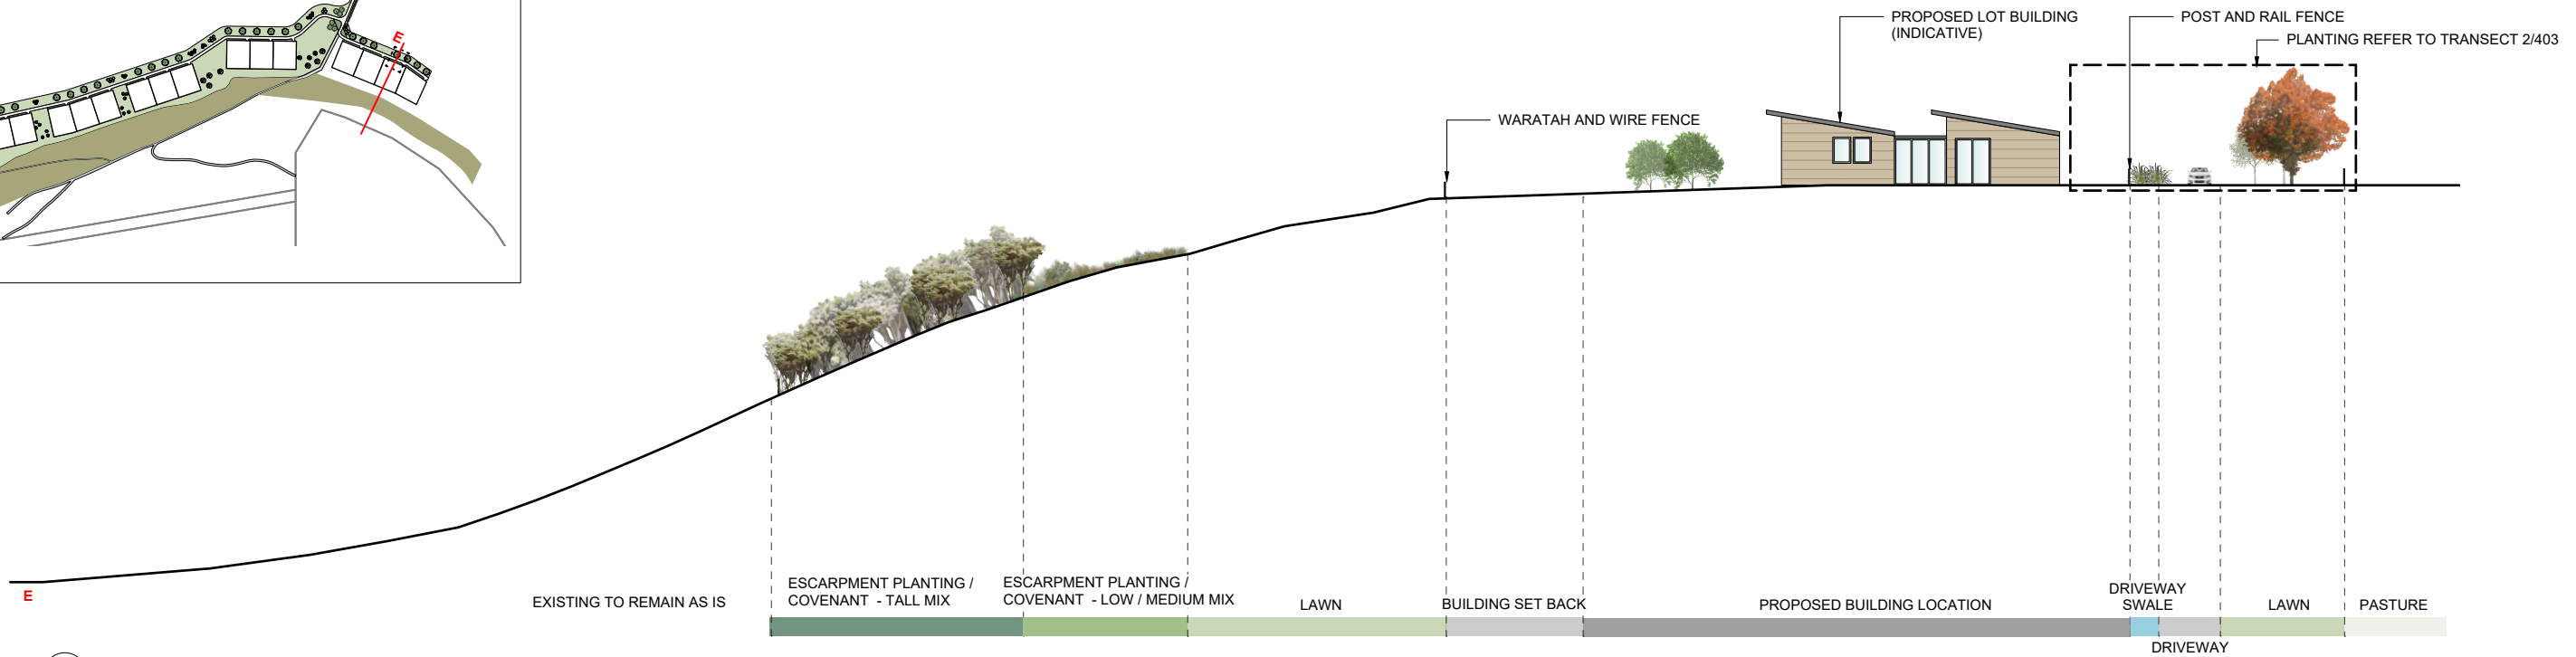 E
PROPOSED LOT BUILDING
(INDICATIVE)
POST AND RAIL FENCE
PLANTING REFER TO TRANSECT 2/403
WARATAH AND WIRE FENCE
E
EXISTING TO REMAIN AS IS
ESCARPMENT PLANTING /
COVENANT - TALL MIX
ESCARPMENT PLANTING /
COVENANT - LOW / MEDIUM MIX
LAWN
BUILDING SET BACK
PROPOSED BUILDING LOCATION
DRIVEWAY
SWALE
LAWN
PASTURE
DRIVEWAY